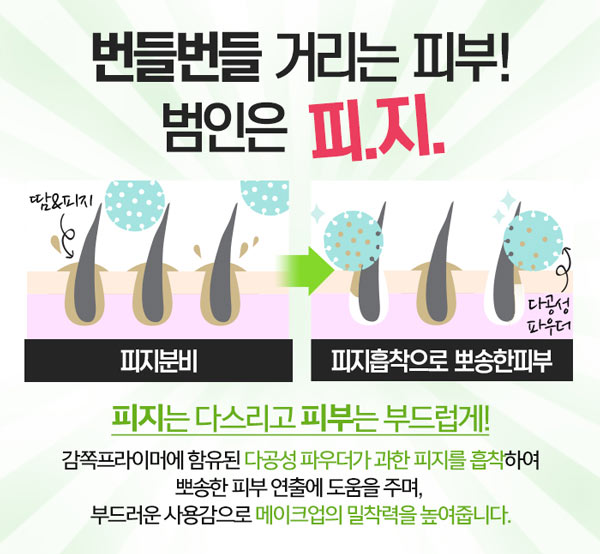 번들번들 거리는 피부!
범인은 피.지.
땀&피지
다공성
파우더
피지분비
피지흡착으로 뽀송한피부
피지는 다스리고 피부는 부드럽게!
감쪽프라이머에 함유된 다공성 파우더가 과한 피지를 흡착하여
뽀송한 피부 연출에 도움을 주며,
부드러운 사용감으로 메이크업의 밀착력을 높여줍니다.